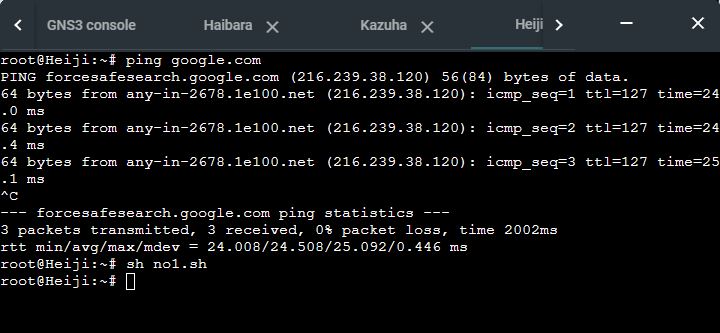 GNS3 console Haibara Kazuha Heiji
root@Heiji:~# ping google.com
PING forcesafesearch.google.com (216.239.38.120) 56(84) bytes of data.
64 bytes from any-in-2678.1e100.net (216.239.38.120): icmp_seq=1 ttl=127 time=24
.0 ms
64 bytes from any-in-2678.1e100.net (216.239.38.120): icmp_seq=2 ttl=127 time=24
.4 ms
64 bytes from any-in-2678.1e100.net (216.239.38.120): icmp_seq=3 ttl=127 time=25
.1 ms
^C
--- forcesafesearch.google.com ping statistics ---
3 packets transmitted, 3 received, 0% packet loss, time 2002ms
rtt min/avg/max/mdev = 24.008/24.508/25.092/0.446 ms
root@Heiji:~# sh no1.sh
root@Heiji:~#